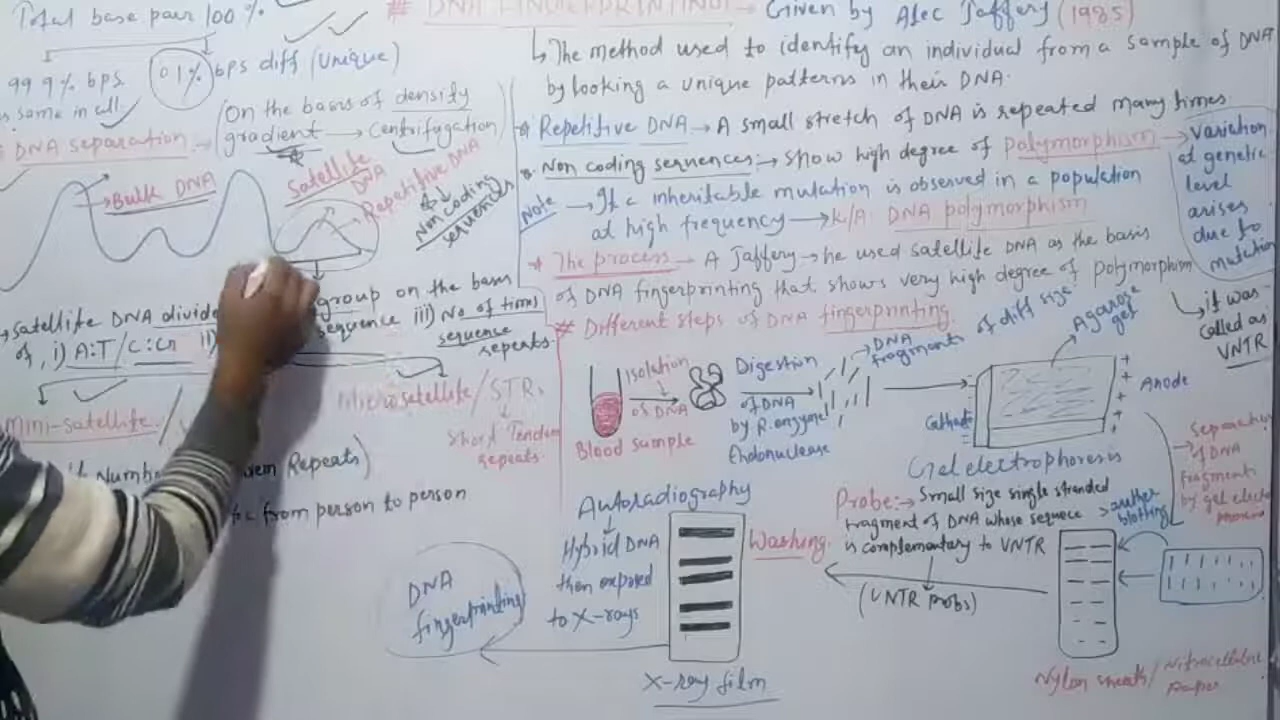 Total base pair 100 %
99 9% bps
same in all
0 1% bps diff (Unique)
DNA separation →
On the basis of density
gradient → Centrifugation
Bulk DNA
Satellite
DNA
Repetitive DNA
Non coding
sequences
→ Satellite DNA divide group on the basis
of, i) A:T/C:G ii) sequence iii) No of times
sequence
repeats.
Mini-satellite /
Microsatellite/STR.
Short Tendem
repeats.
Numb Repeats)
from person to person
# DNA FINGERPRINTING → Given by Alec Jaffery (1985)
↳ The method used to identify an individual from a sample of DNA
by looking a unique patterns in their DNA.
* Repetitive DNA → A small stretch of DNA is repeated many times
* Non coding sequences → show high degree of polymorphism →
Variation
at genetic
level
arises
due to
mutation
Note → If a inheritable mutation is observed in a population
at high frequency → K/A DNA polymorphism
* The process → A Jaffery → he used satellite DNA as the basis
of DNA fingerprinting that shows very high degree of polymorphism
↳ it was
called as
VNTR
# Different steps of DNA fingerprinting.
Blood sample
Isolation
of DNA
Digestion
of DNA
by R.enzyme
Endonuclease
DNA
fragments of diff size
Agarose
gel
Cathode
Anode
Gel electrophoresis
→ Separation
of DNA
fragments
by gel electro
Probe:→ Small size single stranded
fragment of DNA whose sequece
is complementary to VNTR
(VNTR probs)
blotting
Nylon sheets/ Nitrocellulose
Paper
Washing
Autoradiography
Hybrid DNA
then exposed
to X-rays
X-ray film
DNA
fingerprinting